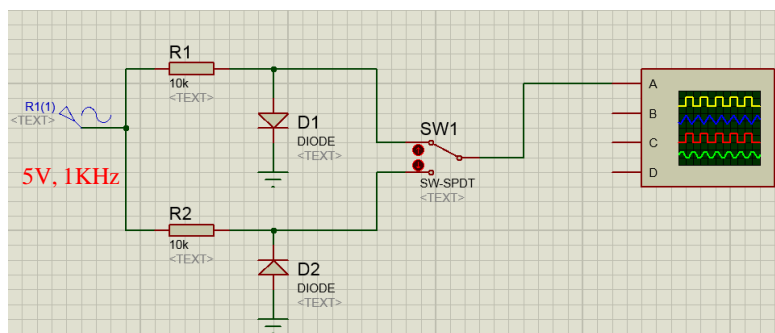 R1
10k
<TEXT>
R1(1)
<TEXT>
D1
DIODE
<TEXT>
SW1
SW-SPDT
<TEXT>
A
B
C
D
5V, 1KHz
R2
10k
<TEXT>
D2
DIODE
<TEXT>